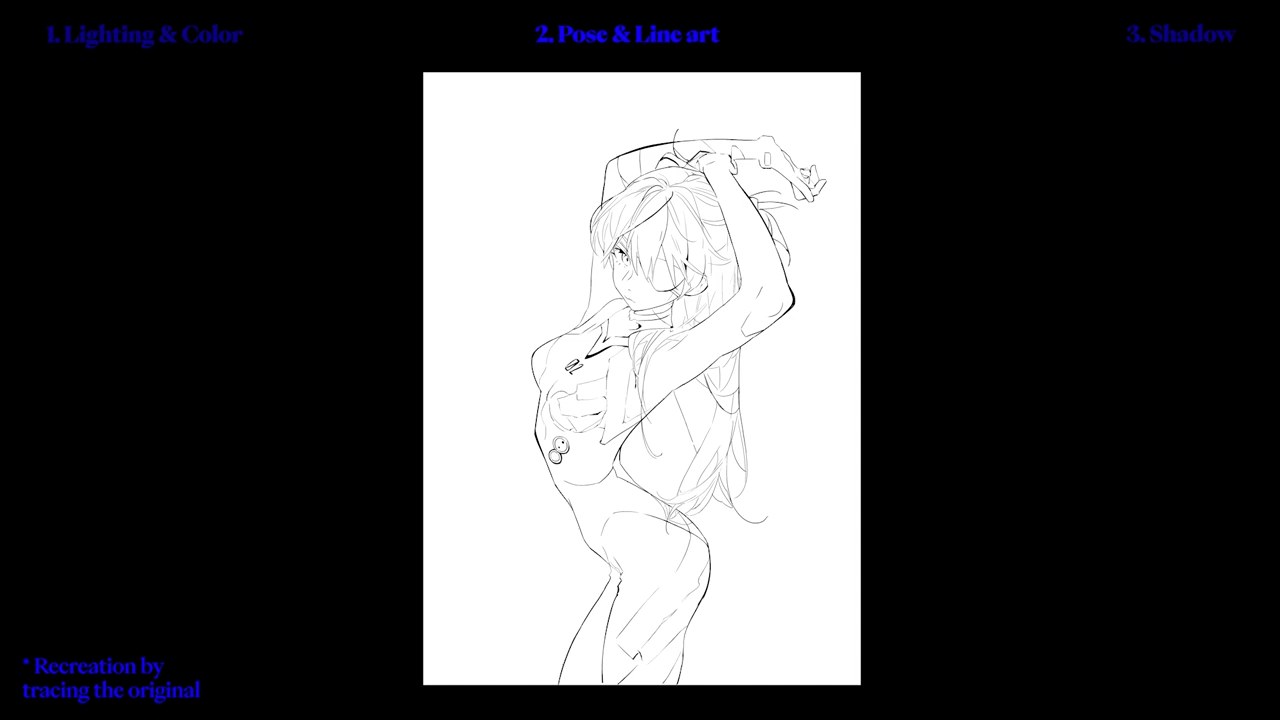 1. Lighting & Color
2. Pose & Line art
3. Shadow
* Recreation by
tracing the original